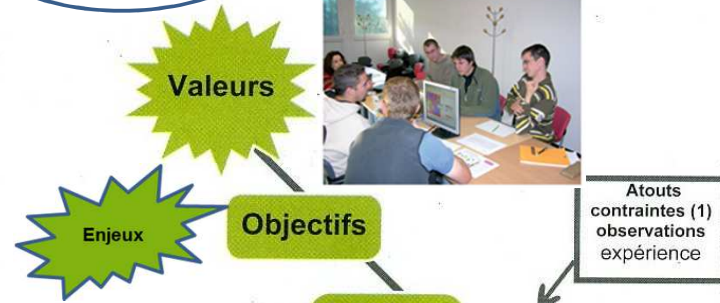 Valeurs
Enjeux
Objectifs
Atouts
contraintes (1)
observations
expérience